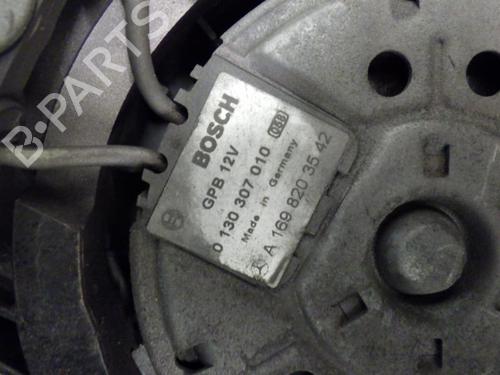 B-PARTS
BOSCH
GPB 12V
0 130 307 010
Made in Germany
A 169 820 35 42